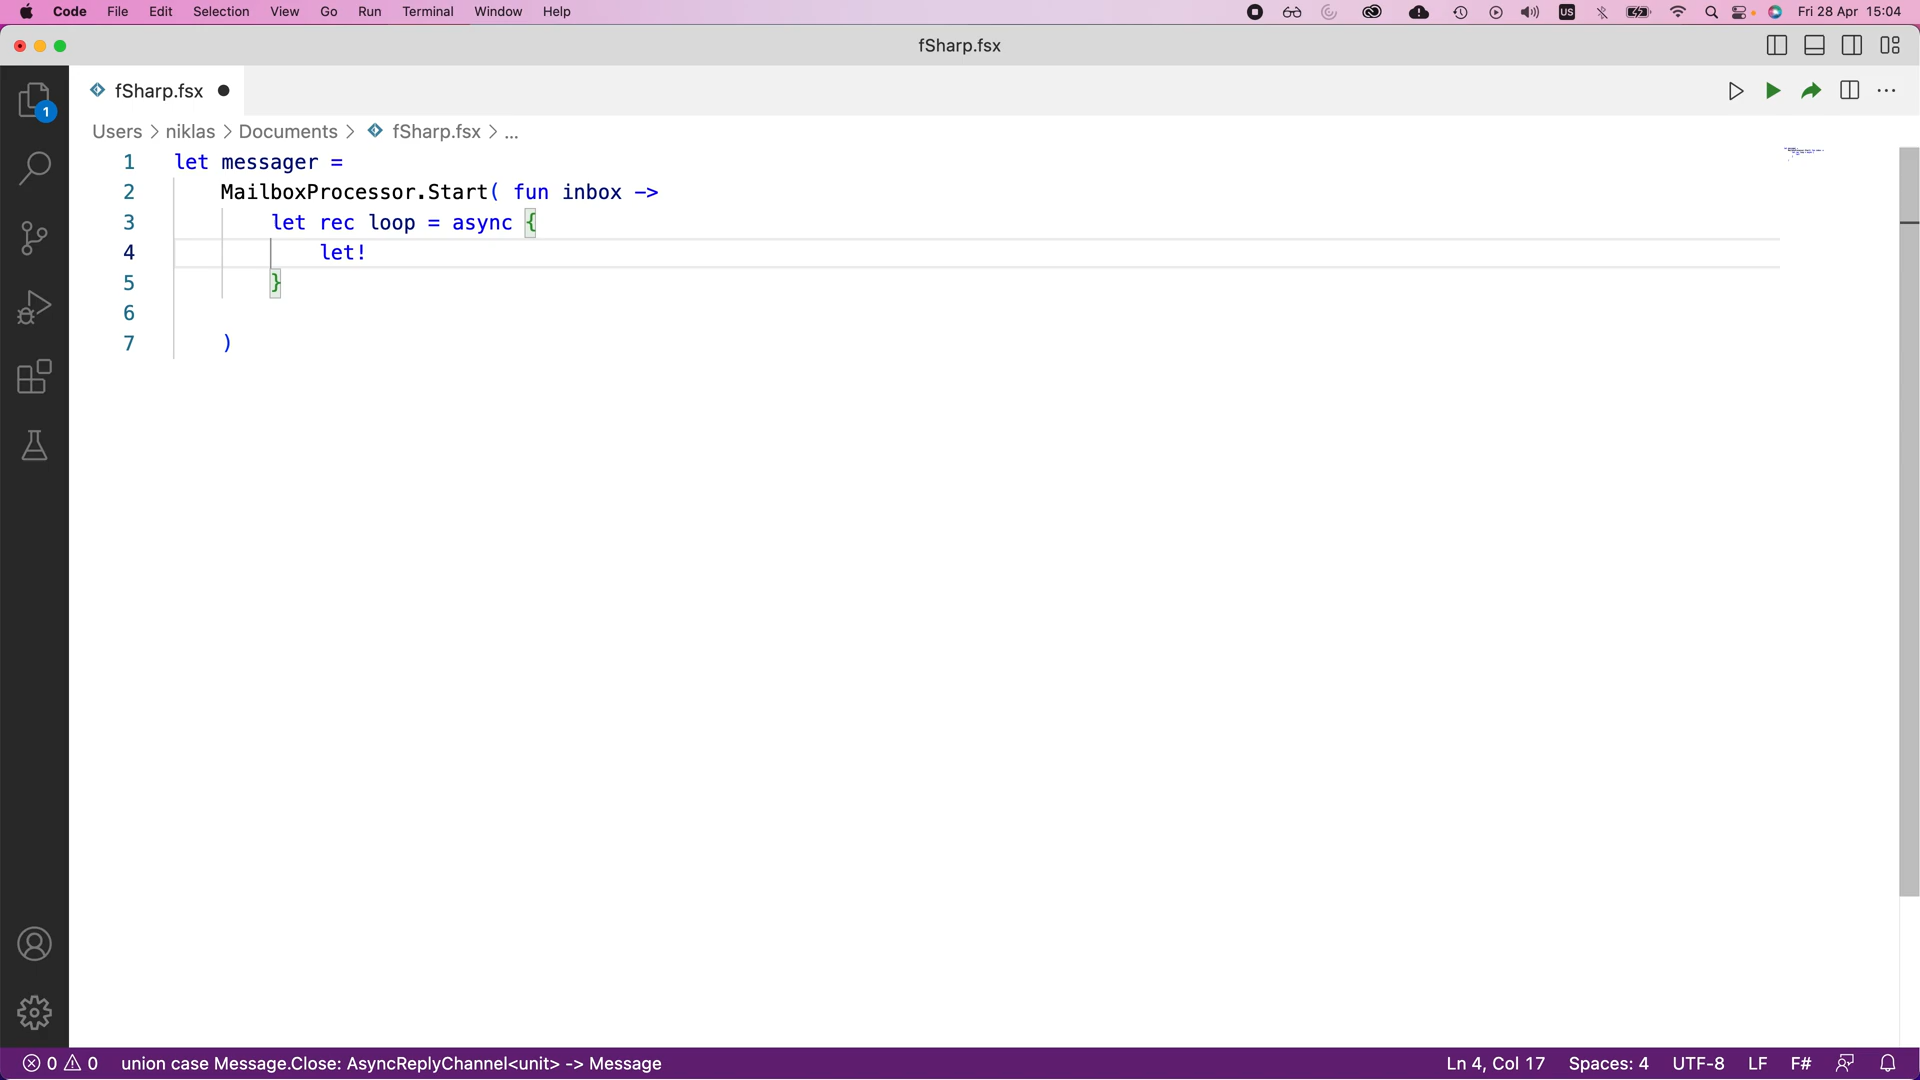 Code File Edit Selection View Go Run Terminal Window Help US Fri 28 Apr 15:04
fSharp.fsx
fSharp.fsx
1
Users > niklas > Documents > fSharp.fsx > ...
1 let messager =
2 MailboxProcessor.Start( fun inbox ->
3 let rec loop = async {
4 let!
5 }
6
7 )
0 0 union case Message.Close: AsyncReplyChannel<unit> -> Message Ln 4, Col 17 Spaces: 4 UTF-8 LF F#